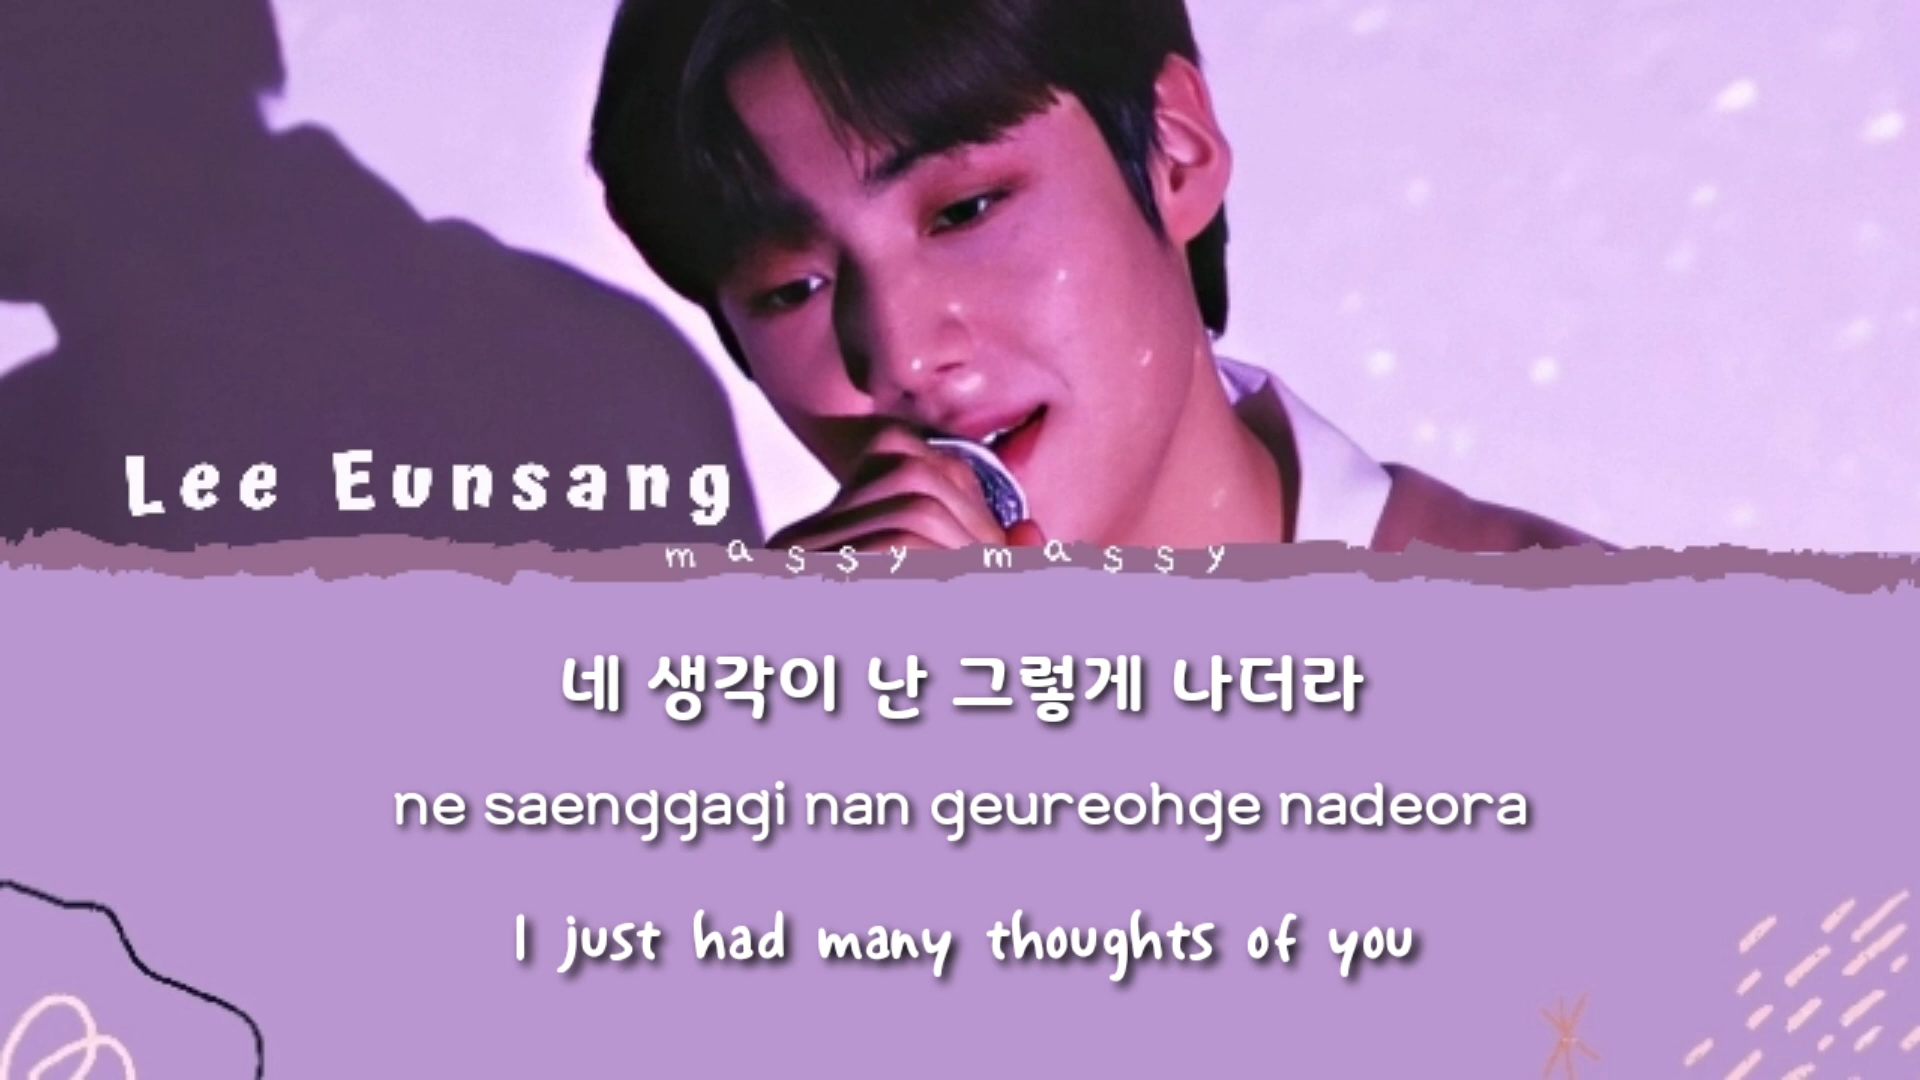 Lee Eunsang
massy massy
네 생각이 난 그렇게 나더라
ne saenggagi nan geureohge nadeora
I just had many thoughts of you